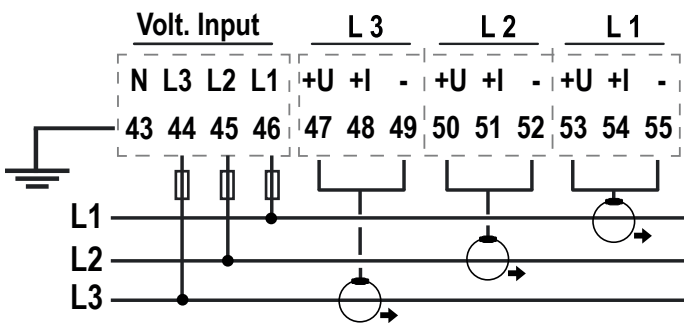 Volt. Input L 3 L 2 L 1
N L3 L2 L1 +U +I - +U +I - +U +I -
43 44 45 46 47 48 49 50 51 52 53 54 55
L1
L2
L3